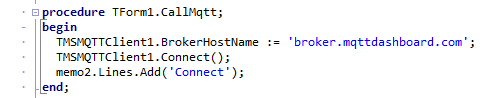 procedure TForm1.CallMqtt;
begin
TMSMQTTClient1.BrokerHostName := 'broker.mqttdashboard.com';
TMSMQTTClient1.Connect();
memo2.Lines.Add('Connect');
end;